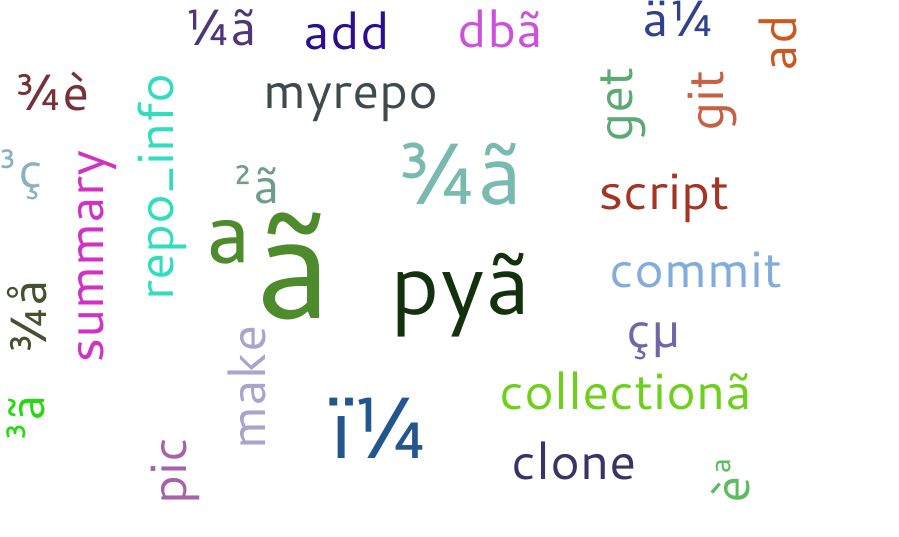 ¼ã
add
dbã
ä¼
ad
¾è
repo_info
myrepo
get
git
³ç
summary
²ã
¾ã
script
a
ã
pyã
commit
¾å
make
çµ
³ã
ï¼
collectionã
pic
clone
èª